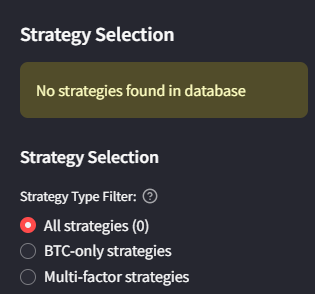 Strategy Selection
No strategies found in database
Strategy Selection
Strategy Type Filter: ?
All strategies (0)
BTC-only strategies
Multi-factor strategies